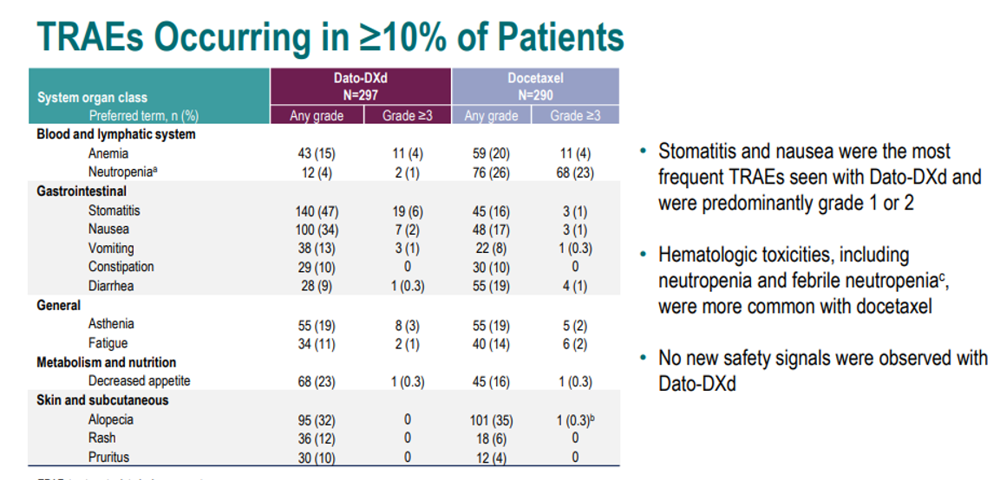 TRAEs Occurring in ≥10% of Patients
Dato-DXd Docetaxel
N=297 N=290
System organ class
Preferred term, n (%) Any grade Grade ≥3 Any grade Grade ≥3
Blood and lymphatic system
Anemia 43 (15) 11 (4) 59 (20) 11 (4)
Neutropeniaᵃ 12 (4) 2 (1) 76 (26) 68 (23)
Gastrointestinal
Stomatitis 140 (47) 19 (6) 45 (16) 3 (1)
Nausea 100 (34) 7 (2) 48 (17) 3 (1)
Vomiting 38 (13) 3 (1) 22 (8) 1 (0.3)
Constipation 29 (10) 0 30 (10) 0
Diarrhea 28 (9) 1 (0.3) 55 (19) 4 (1)
General
Asthenia 55 (19) 8 (3) 55 (19) 5 (2)
Fatigue 34 (11) 2 (1) 40 (14) 6 (2)
Metabolism and nutrition
Decreased appetite 68 (23) 1 (0.3) 45 (16) 1 (0.3)
Skin and subcutaneous
Alopecia 95 (32) 0 101 (35) 1 (0.3)ᵇ
Rash 36 (12) 0 18 (6) 0
Pruritus 30 (10) 0 12 (4) 0
• Stomatitis and nausea were the most
frequent TRAEs seen with Dato-DXd and
were predominantly grade 1 or 2
• Hematologic toxicities, including
neutropenia and febrile neutropeniaᶜ,
were more common with docetaxel
• No new safety signals were observed with
Dato-DXd